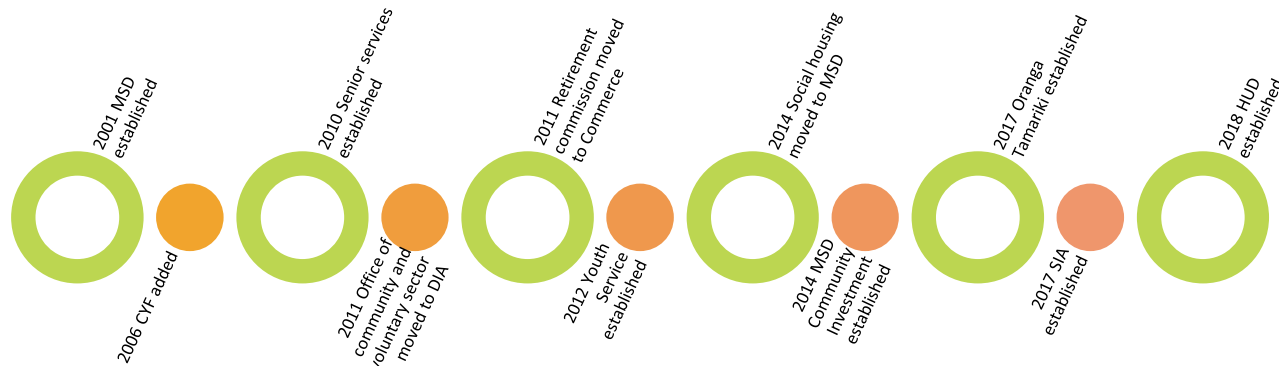 2001 MSD
established
2006 CYF added
2010 Senior services
established
2011 Office of
community and
voluntary sector
moved to DIA
2011 Retirement
commission moved
to Commerce
2012 Youth
Service
established
2014 Social housing
moved to MSD
2014 MSD
Community
Investment
established
2017 Oranga
Tamariki established
2017 SIA
established
2018 HUD
established